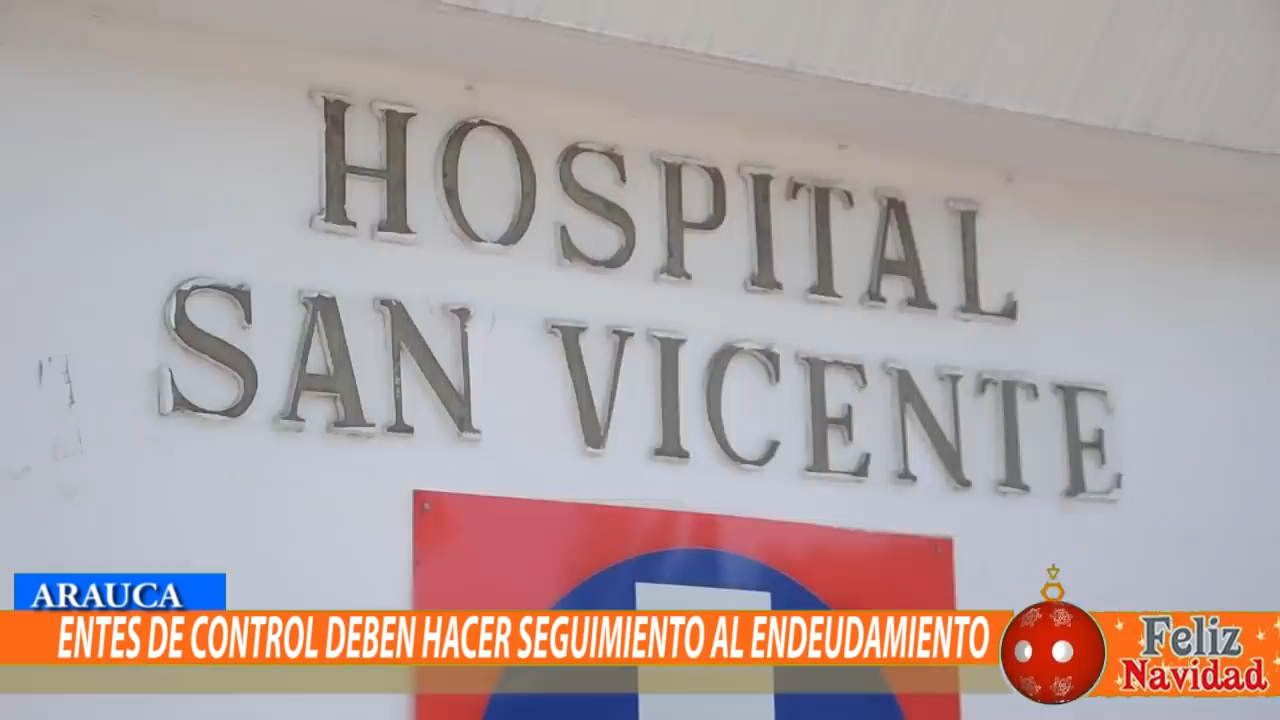 HOSPITAL
SAN VICENTE
ARAUCA
ENTES DE CONTROL DEBEN HACER SEGUIMIENTO AL ENDEUDAMIENTO
Feliz
Navidad